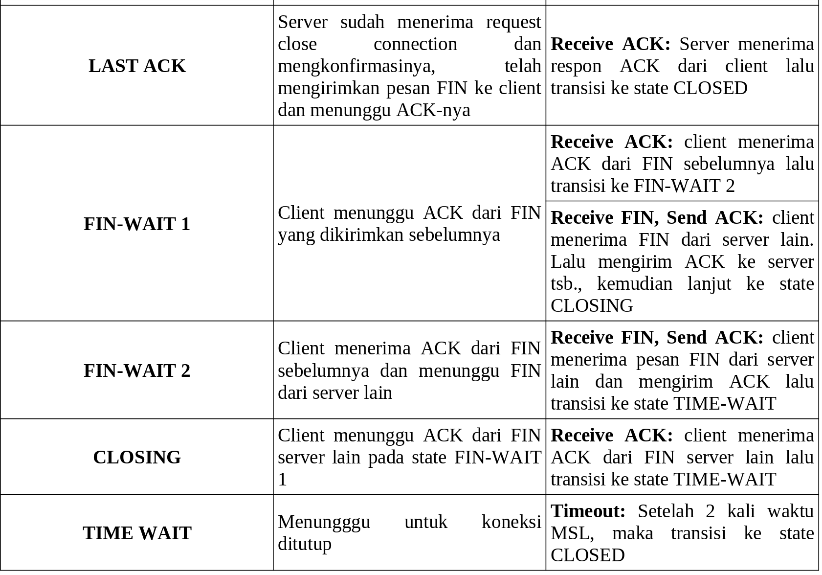 LAST ACK
Server sudah menerima request
close connection dan
mengkonfirmasinya, telah
mengirimkan pesan FIN ke client
dan menunggu ACK-nya
Receive ACK: Server menerima
respon ACK dari client lalu
transisi ke state CLOSED
FIN-WAIT 1
Client menunggu ACK dari FIN
yang dikirimkan sebelumnya
Receive ACK: client menerima
ACK dari FIN sebelumnya lalu
transisi ke FIN-WAIT 2
Receive FIN, Send ACK: client
menerima FIN dari server lain.
Lalu mengirim ACK ke server
tsb., kemudian lanjut ke state
CLOSING
FIN-WAIT 2
Client menerima ACK dari FIN
sebelumnya dan menunggu FIN
dari server lain
Receive FIN, Send ACK: client
menerima pesan FIN dari server
lain dan mengirim ACK lalu
transisi ke state TIME-WAIT
CLOSING
Client menunggu ACK dari FIN
server lain pada state FIN-WAIT
1
Receive ACK: client menerima
ACK dari FIN server lain lalu
transisi ke state TIME-WAIT
TIME WAIT
Menungggu untuk koneksi
ditutup
Timeout: Setelah 2 kali waktu
MSL, maka transisi ke state
CLOSED